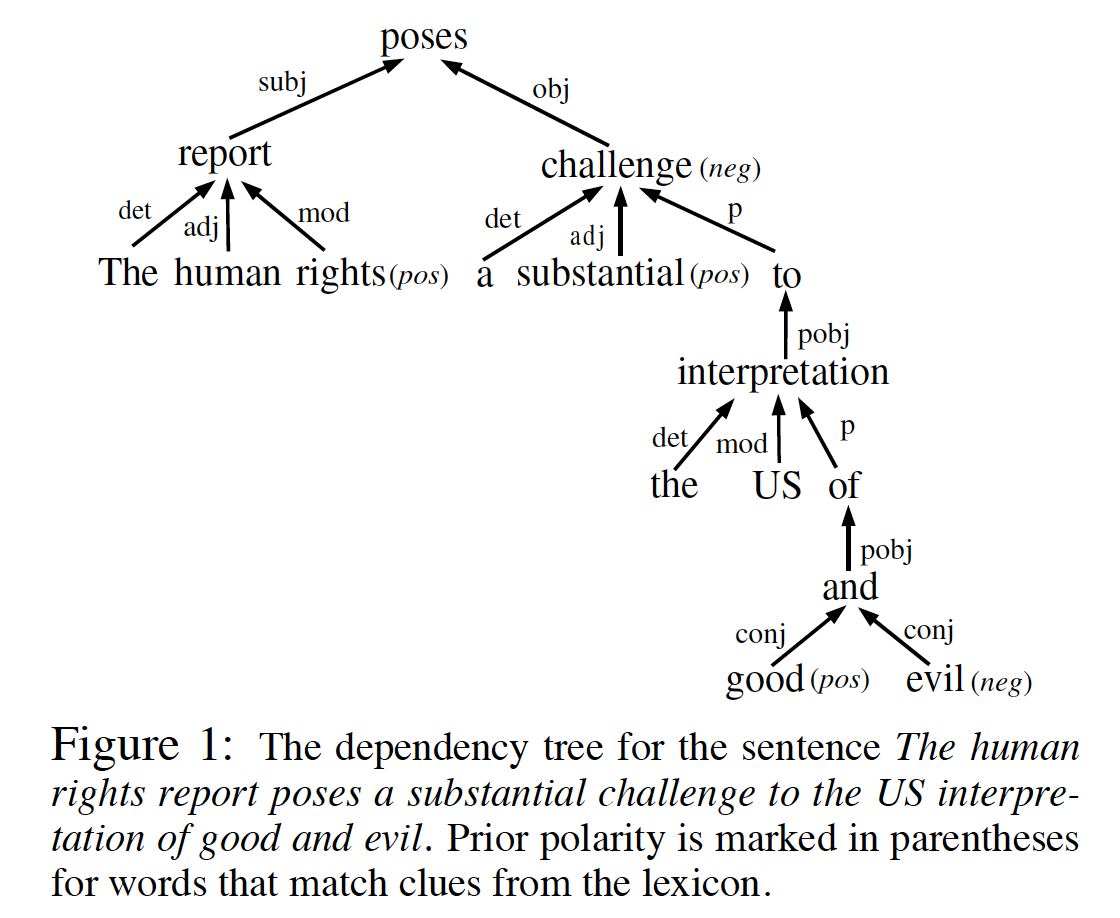 poses
subj obj
report challenge (neg)
det adj mod det adj p
The human rights (pos) a substantial (pos) to
pobj
interpretation
det mod p
the US of
pobj
and
conj conj
good (pos) evil (neg)
Figure 1: The dependency tree for the sentence The human
rights report poses a substantial challenge to the US interpre-
tation of good and evil. Prior polarity is marked in parentheses
for words that match clues from the lexicon.